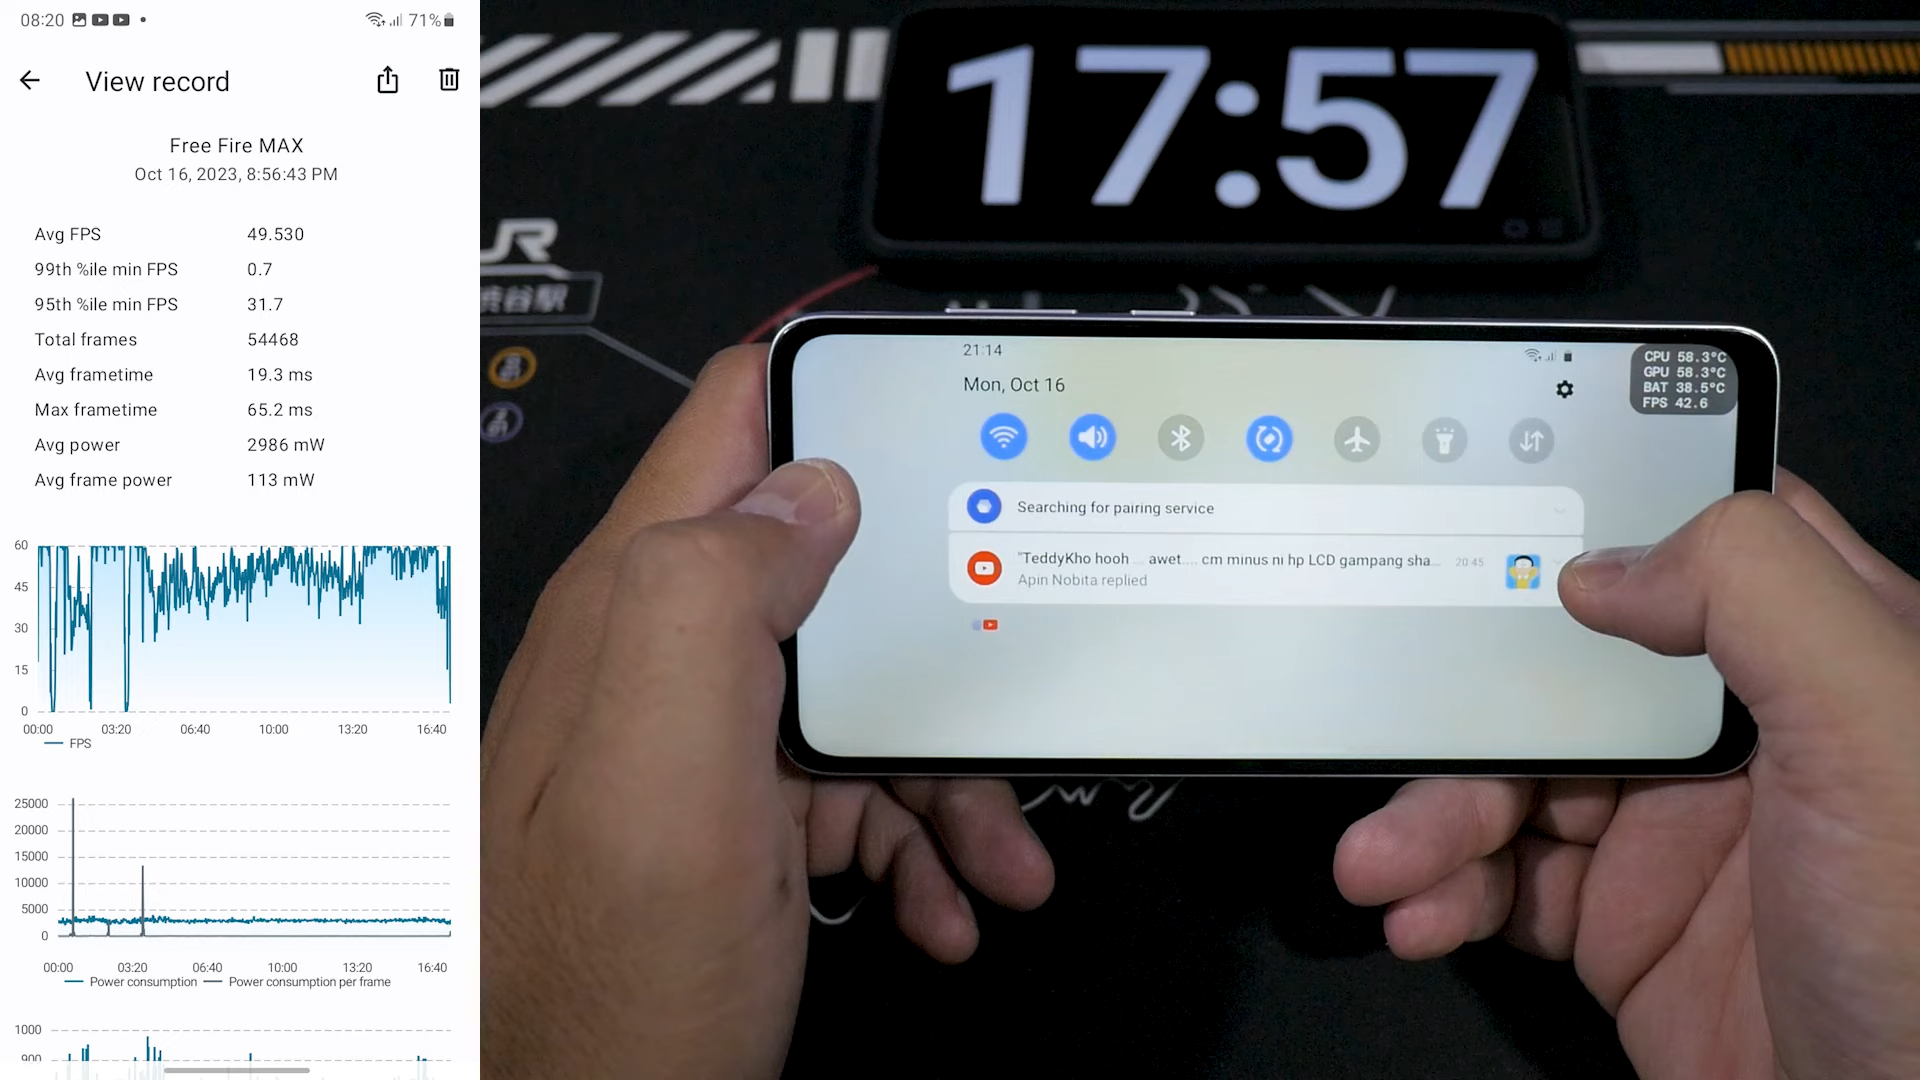 08:20
71%
View record
Free Fire MAX
Oct 16, 2023, 8:56:43 PM
Avg FPS 49.530
99th %ile min FPS 0.7
95th %ile min FPS 31.7
Total frames 54468
Avg frametime 19.3 ms
Max frametime 65.2 ms
Avg power 2986 mW
Avg frame power 113 mW
60
45
30
15
0
00:00 03:20 06:40 10:00 13:20 16:40
FPS
25000
20000
15000
10000
5000
0
00:00 03:20 06:40 10:00 13:20 16:40
Power consumption Power consumption per frame
1000
900
17:57
UR
渋谷駅
21:14
Mon, Oct 16
CPU 58.3°C
GPU 58.3°C
BAT 38.5°C
FPS 42.6
Searching for pairing service
"TeddyKho hooh ... awet.... cm minus ni hp LCD gampang sha... 20:45
Apin Nobita replied